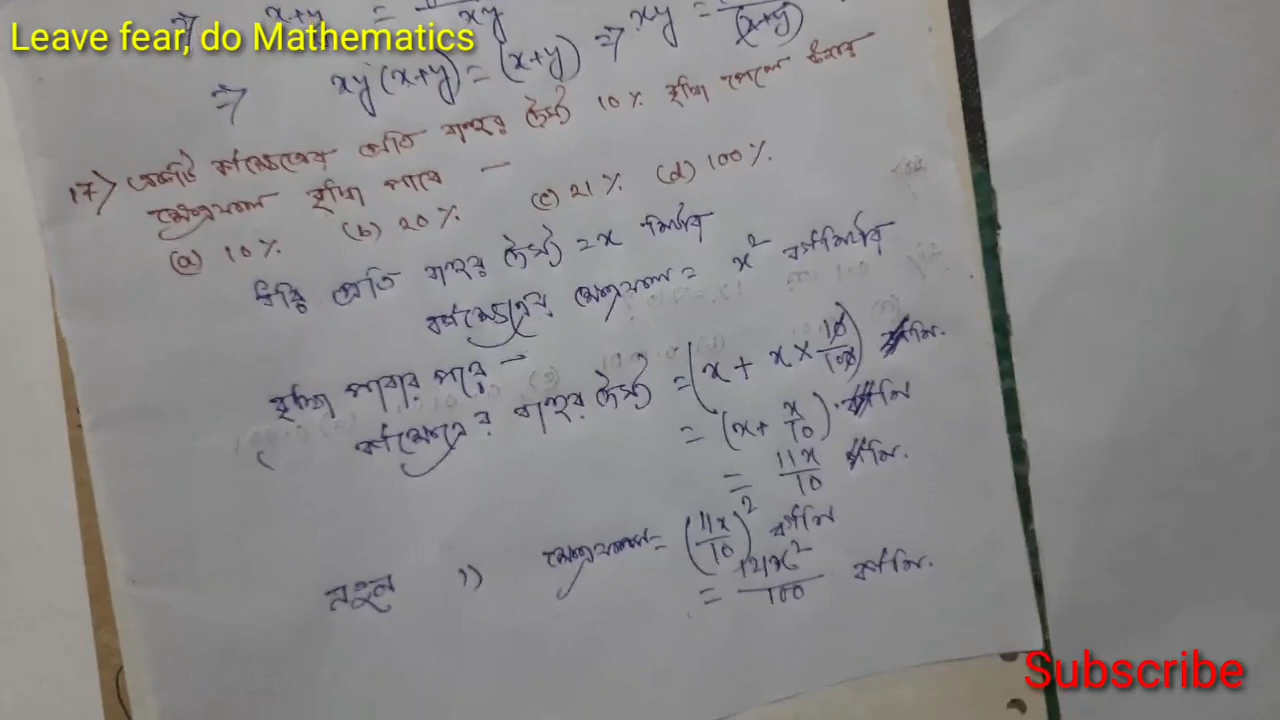 ⇒ x+y = xy
Leave fear, do Mathematics
⇒ xy(x+y) = (x+y) ⇒ xy = (x+y)
17) একটি বর্গক্ষেত্রের প্রতি বাহুর দৈর্ঘ্য 10% বৃদ্ধি পেলে উহার
ক্ষেত্রফল বৃদ্ধি পাবে —
(a) 10% (b) 20% (c) 21% (d) 100%.
ধরি প্রতি বাহুর দৈর্ঘ্য = x মিটার
বর্গক্ষেত্রের ক্ষেত্রফল = x² বর্গমিটার
বৃদ্ধি পাবার পরে —
বর্গক্ষেত্রের বাহুর দৈর্ঘ্য = (x + x × 10/100) মি.
= (x + x/10) মি
= 11x/10 মি.
নতুন " ক্ষেত্রফল = (11x/10)² বর্গমি
= 121x²/100 বর্গমি.
Subscribe